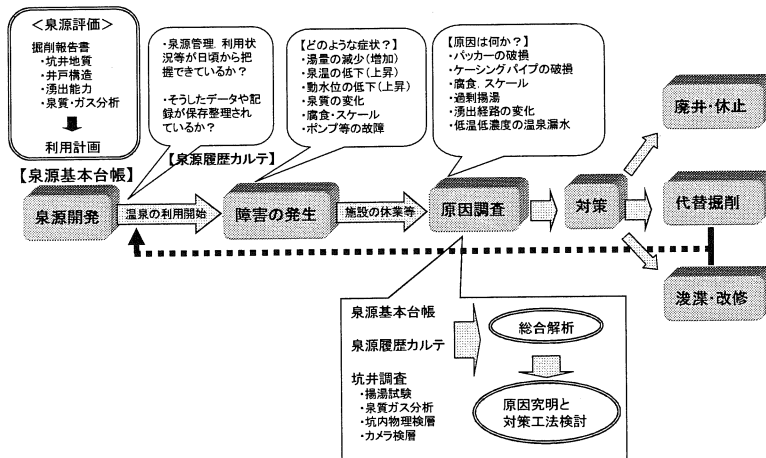 ＜泉源評価＞
掘削報告書
・坑井地質
・井戸構造
・湧出能力
・泉質・ガス分析
利用計画
【泉源基本台帳】
・泉源管理．利用状
況等が日頃から把
握できているか？
・そうしたデータや記
録が保存整理され
ているか？
【泉源履歴カルテ】
【どのような症状？】
・湯量の減少(増加)
・泉温の低下(上昇)
・動水位の低下(上昇)
・泉質の変化
・腐食・スケール
・ポンプ等の故障
【原因は何か？】
・パッカーの破損
・ケーシングパイプの破損
・腐食．スケール
・過剰揚湯
・湧出経路の変化
・低温低濃度の温泉漏水
泉源開発
温泉の利用開始
障害の発生
施設の休業等
原因調査
対策
廃井・休止
代替掘削
浚渫・改修
泉源基本台帳
泉源履歴カルテ
坑井調査
・揚湯試験
・泉質ガス分析
・坑内物理検層
・カメラ検層
総合解析
原因究明と
対策工法検討